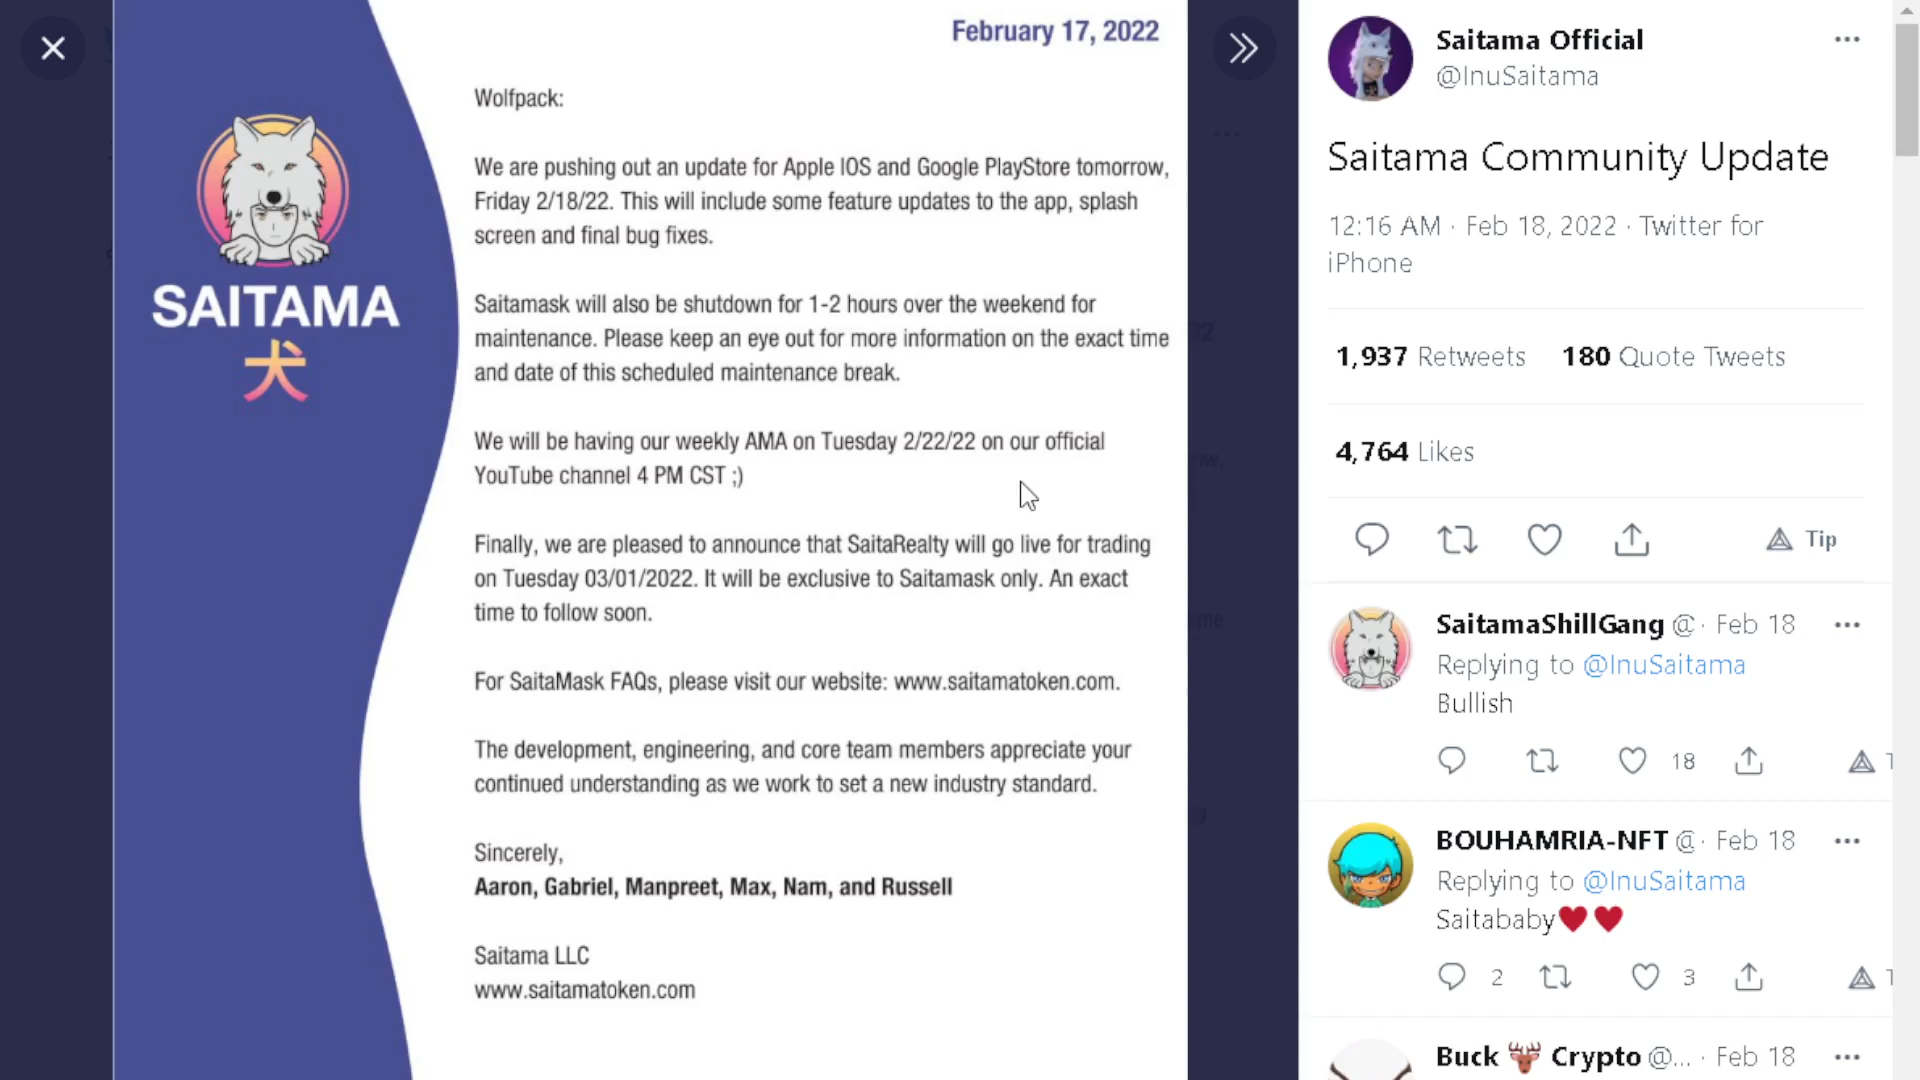 February 17, 2022
Wolfpack:
We are pushing out an update for Apple IOS and Google PlayStore tomorrow,
Friday 2/18/22. This will include some feature updates to the app, splash
screen and final bug fixes.
Saitamask will also be shutdown for 1-2 hours over the weekend for
maintenance. Please keep an eye out for more information on the exact time
and date of this scheduled maintenance break.
We will be having our weekly AMA on Tuesday 2/22/22 on our official
YouTube channel 4 PM CST ;)
Finally, we are pleased to announce that SaitaRealty will go live for trading
on Tuesday 03/01/2022. It will be exclusive to Saitamask only. An exact
time to follow soon.
For SaitaMask FAQs, please visit our website: www.saitamatoken.com.
The development, engineering, and core team members appreciate your
continued understanding as we work to set a new industry standard.
Sincerely,
Aaron, Gabriel, Manpreet, Max, Nam, and Russell
Saitama LLC
www.saitamatoken.com
SAITAMA
犬
Saitama Official
@InuSaitama
Saitama Community Update
12:16 AM · Feb 18, 2022 · Twitter for
iPhone
1,937 Retweets 180 Quote Tweets
4,764 Likes
Tip
SaitamaShillGang @ · Feb 18
Replying to @InuSaitama
Bullish
18
BOUHAMRIA-NFT @ · Feb 18
Replying to @InuSaitama
Saitababy♥♥
2 3
Buck 🦌 Crypto @... · Feb 18